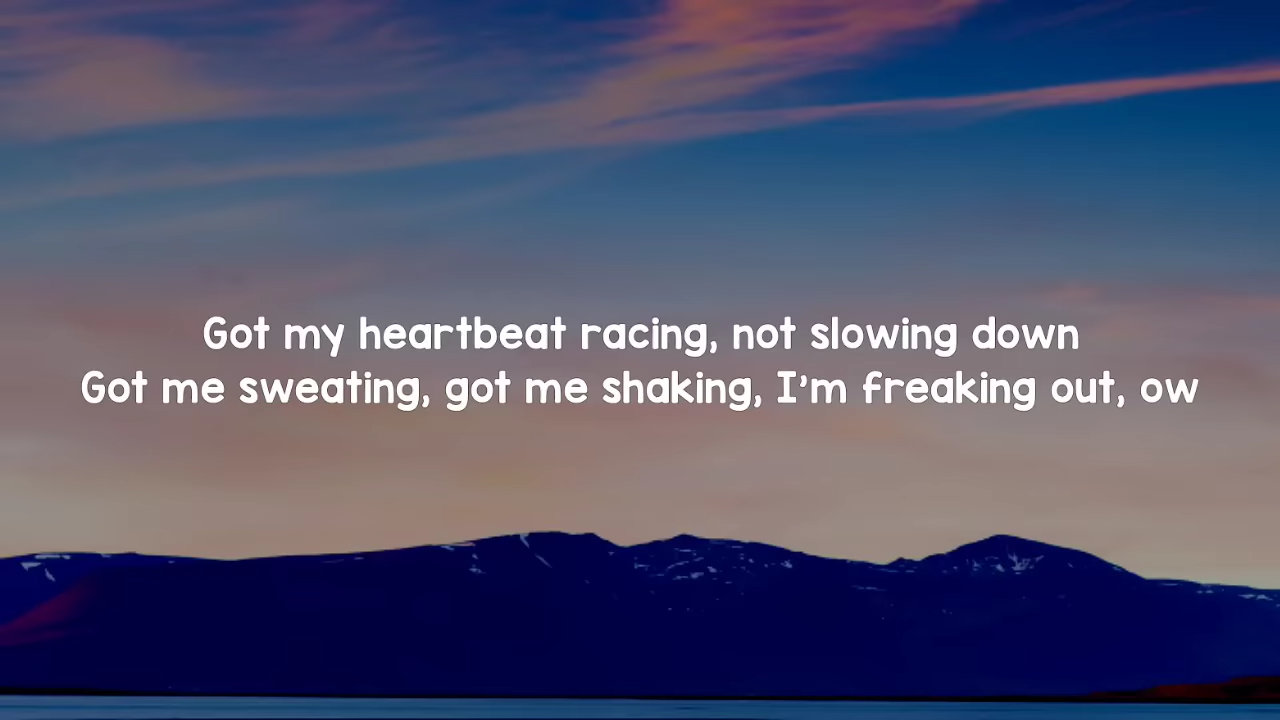 Got my heartbeat racing, not slowing down
Got me sweating, got me shaking, I'm freaking out, ow